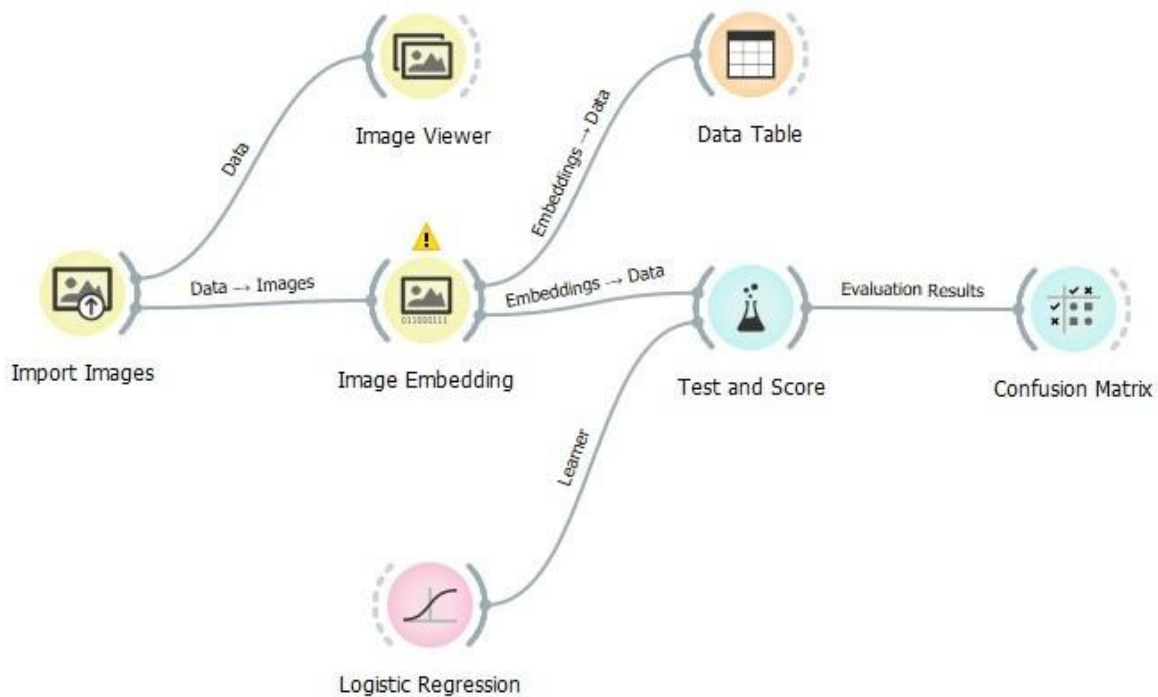 Image Viewer
Data Table
Data
Embeddings → Data
Data → Images
011000111
Embeddings → Data
Evaluation Results
Import Images
Image Embedding
Test and Score
Confusion Matrix
Learner
Logistic Regression